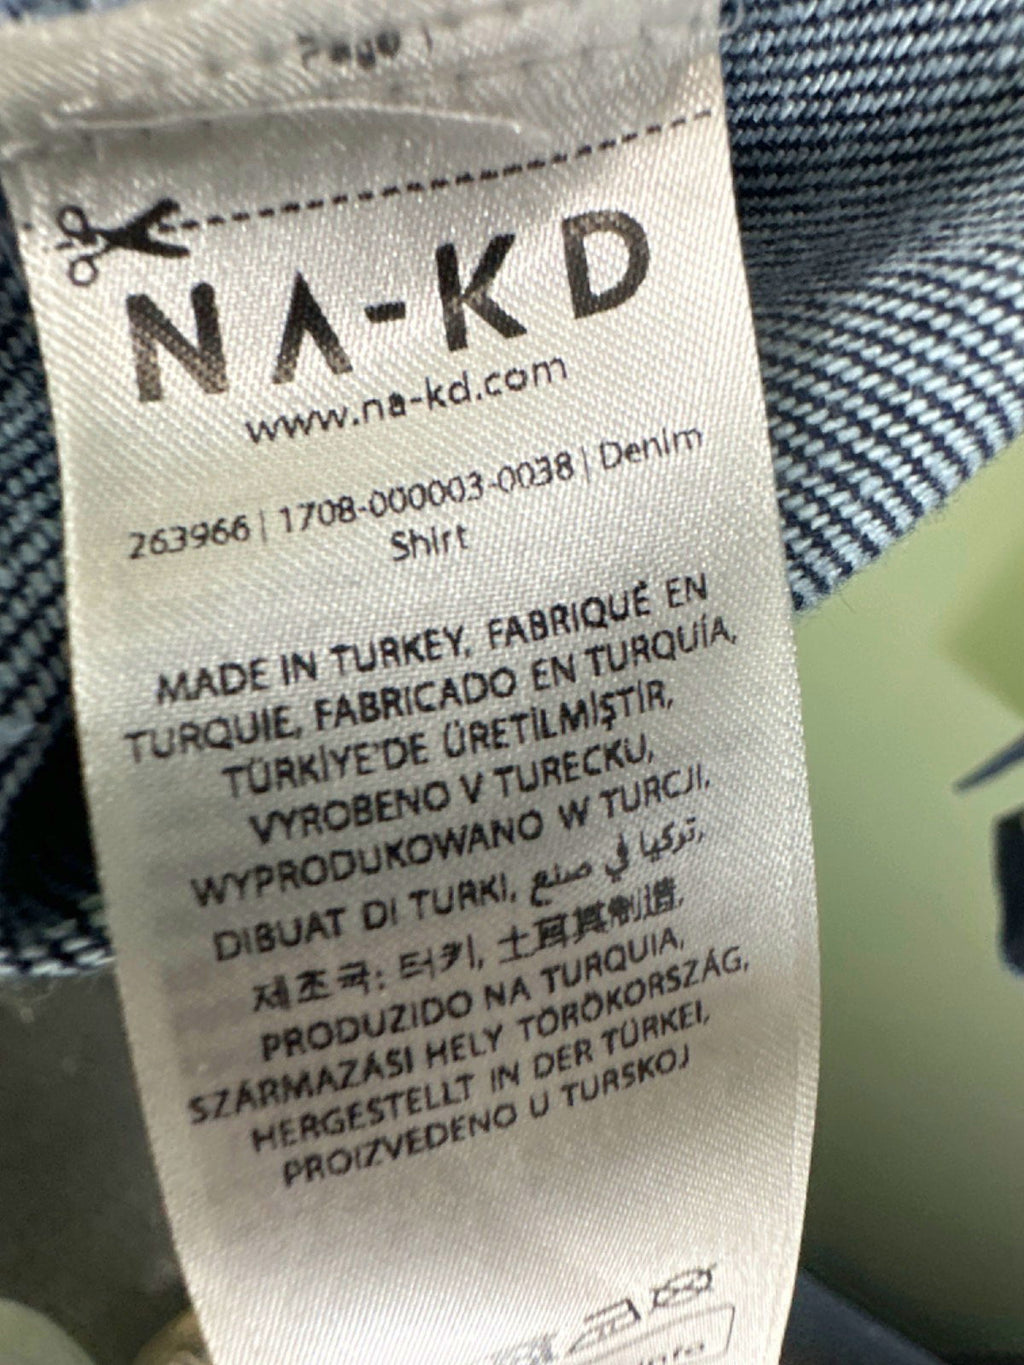 Page 1
NA-KD
www.na-kd.com
263966 | 1708-000003-0038 | Denim
Shirt
MADE IN TURKEY, FABRIQUÉ EN
TURQUIE, FABRICADO EN TURQUÍA,
TÜRKİYE'DE ÜRETİLMİŞTİR,
VYROBENO V TURECKU,
WYPRODUKOWANO W TURCJI,
DIBUAT DI TURKI, تركيا في صنع,
제조국: 터키, 土耳其制造,
PRODUZIDO NA TURQUIA,
SZÁRMAZÁSI HELY TÖRÖKORSZÁG,
HERGESTELLT IN DER TÜRKEI,
PROIZVEDENO U TURSKOJ